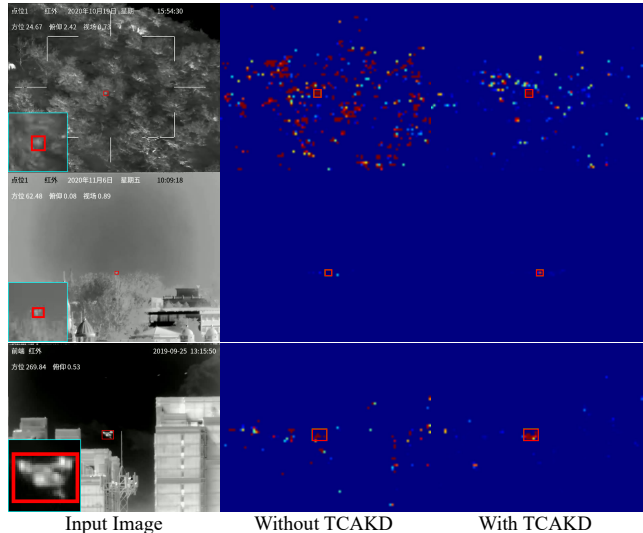 点位1 红外 2020年10月19日 星期一 15:54:30
方位 24.67 俯仰 2.42 视场 0.73
点位1 红外 2020年11月6日 星期五 10:09:18
方位 62.48 俯仰 0.08 视场 0.89
前端 红外 2019-09-25 13:15:50
方位 269.84 俯仰 0.53
Input Image Without TCAKD With TCAKD